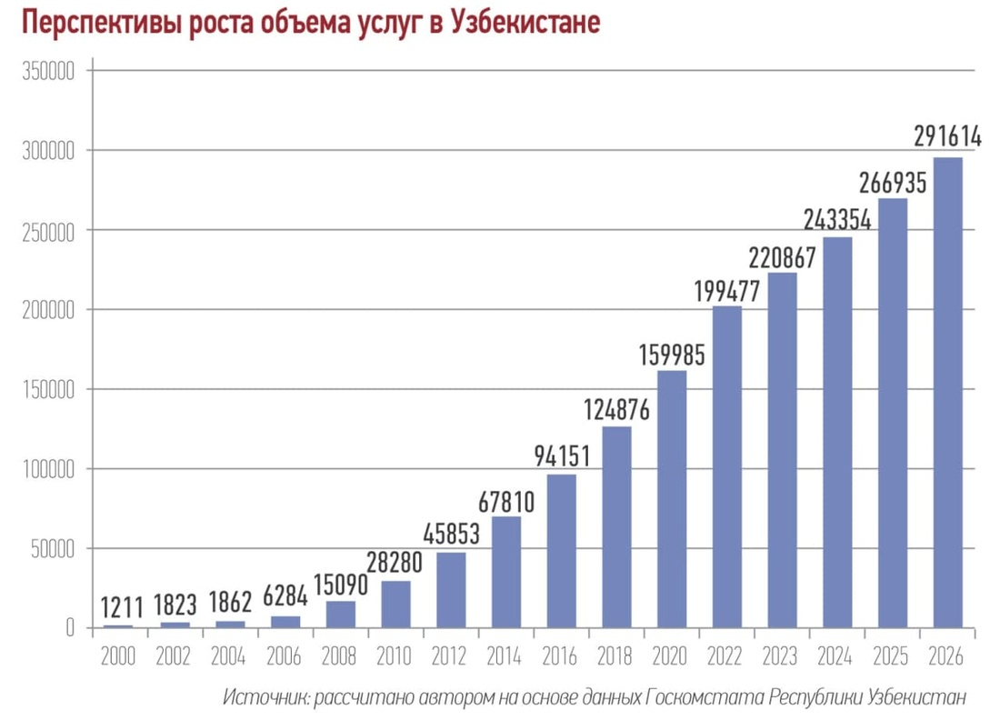 Перспективы роста объема услуг в Узбекистане
350000
300000
250000
200000
150000
100000
50000
0
1211 1823 1862 6284 15090 28280 45853 67810 94151 124876 159985 199477 220867 243354 266935 291614
2000 2002 2004 2006 2008 2010 2012 2014 2016 2018 2020 2022 2023 2024 2025 2026
Источник: рассчитано автором на основе данных Госкомстата Республики Узбекистан